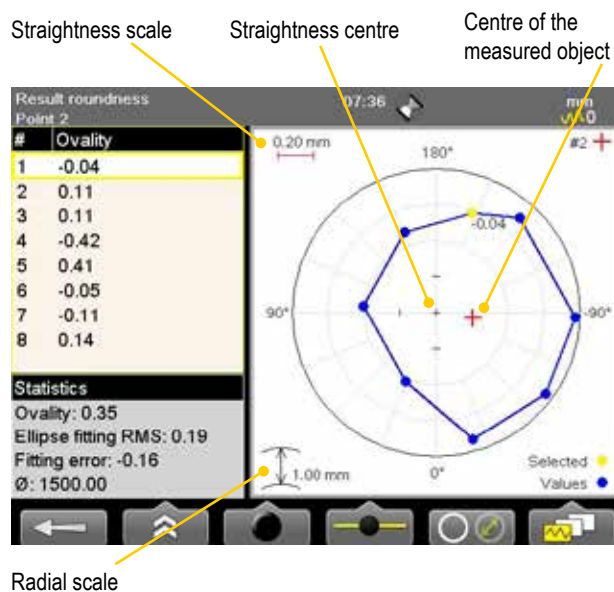 Straightness scale
Straightness centre
Centre of the
measured object
Result roundness
Point 2
07:36
mm
0
# Ovality
1 -0.04
2 0.11
3 0.11
4 -0.42
5 0.41
6 -0.05
7 -0.11
8 0.14
Statistics
Ovality: 0.35
Ellipse fitting RMS: 0.19
Fitting error: -0.16
Ø: 1500.00
0.20 mm
#2
180°
-0.04
90°
-90°
0°
1.00 mm
Selected
Values
Radial scale